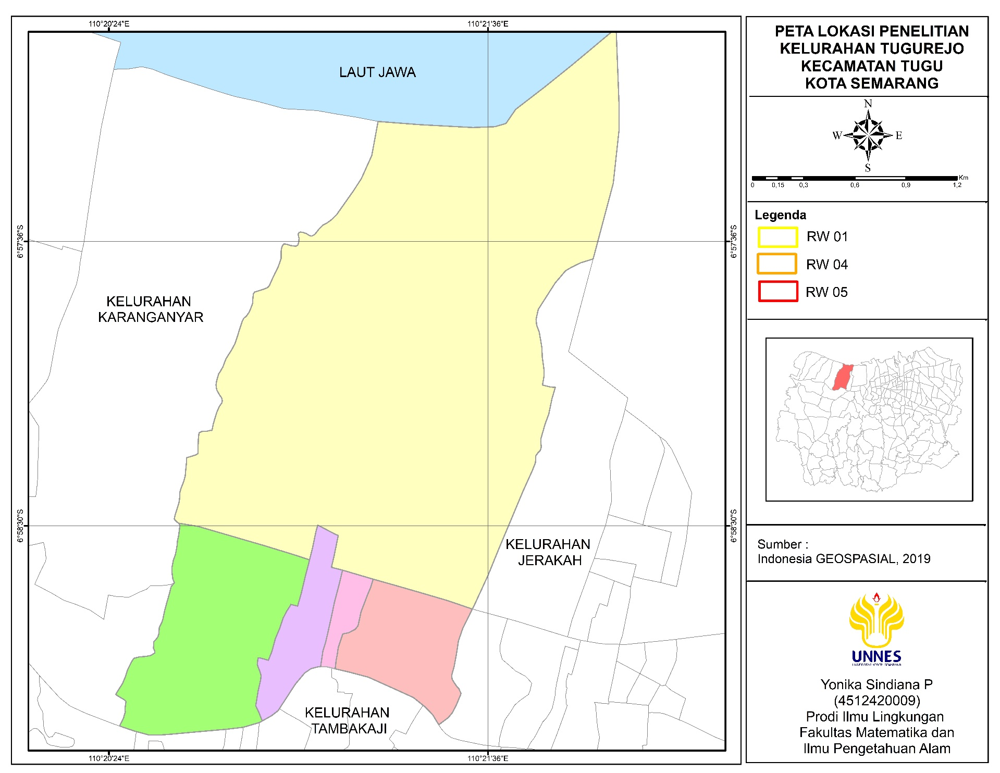 110°20'24"E
110°21'36"E
LAUT JAWA
6°57'36"S
6°57'36"S
KELURAHAN
KARANGANYAR
6°58'30"S
6°58'30"S
KELURAHAN
JERAKAH
KELURAHAN
TAMBAKAJI
110°20'24"E
110°21'36"E
PETA LOKASI PENELITIAN
KELURAHAN TUGUREJO
KECAMATAN TUGU
KOTA SEMARANG
N
W
E
S
Km
0 0,15 0,3 0,6 0,9 1,2
Legenda
RW 01
RW 04
RW 05
Sumber :
Indonesia GEOSPASIAL, 2019
UNNES
UNIVERSITAS NEGERI SEMARANG
Yonika Sindiana P
(4512420009)
Prodi Ilmu Lingkungan
Fakultas Matematika dan
Ilmu Pengetahuan Alam